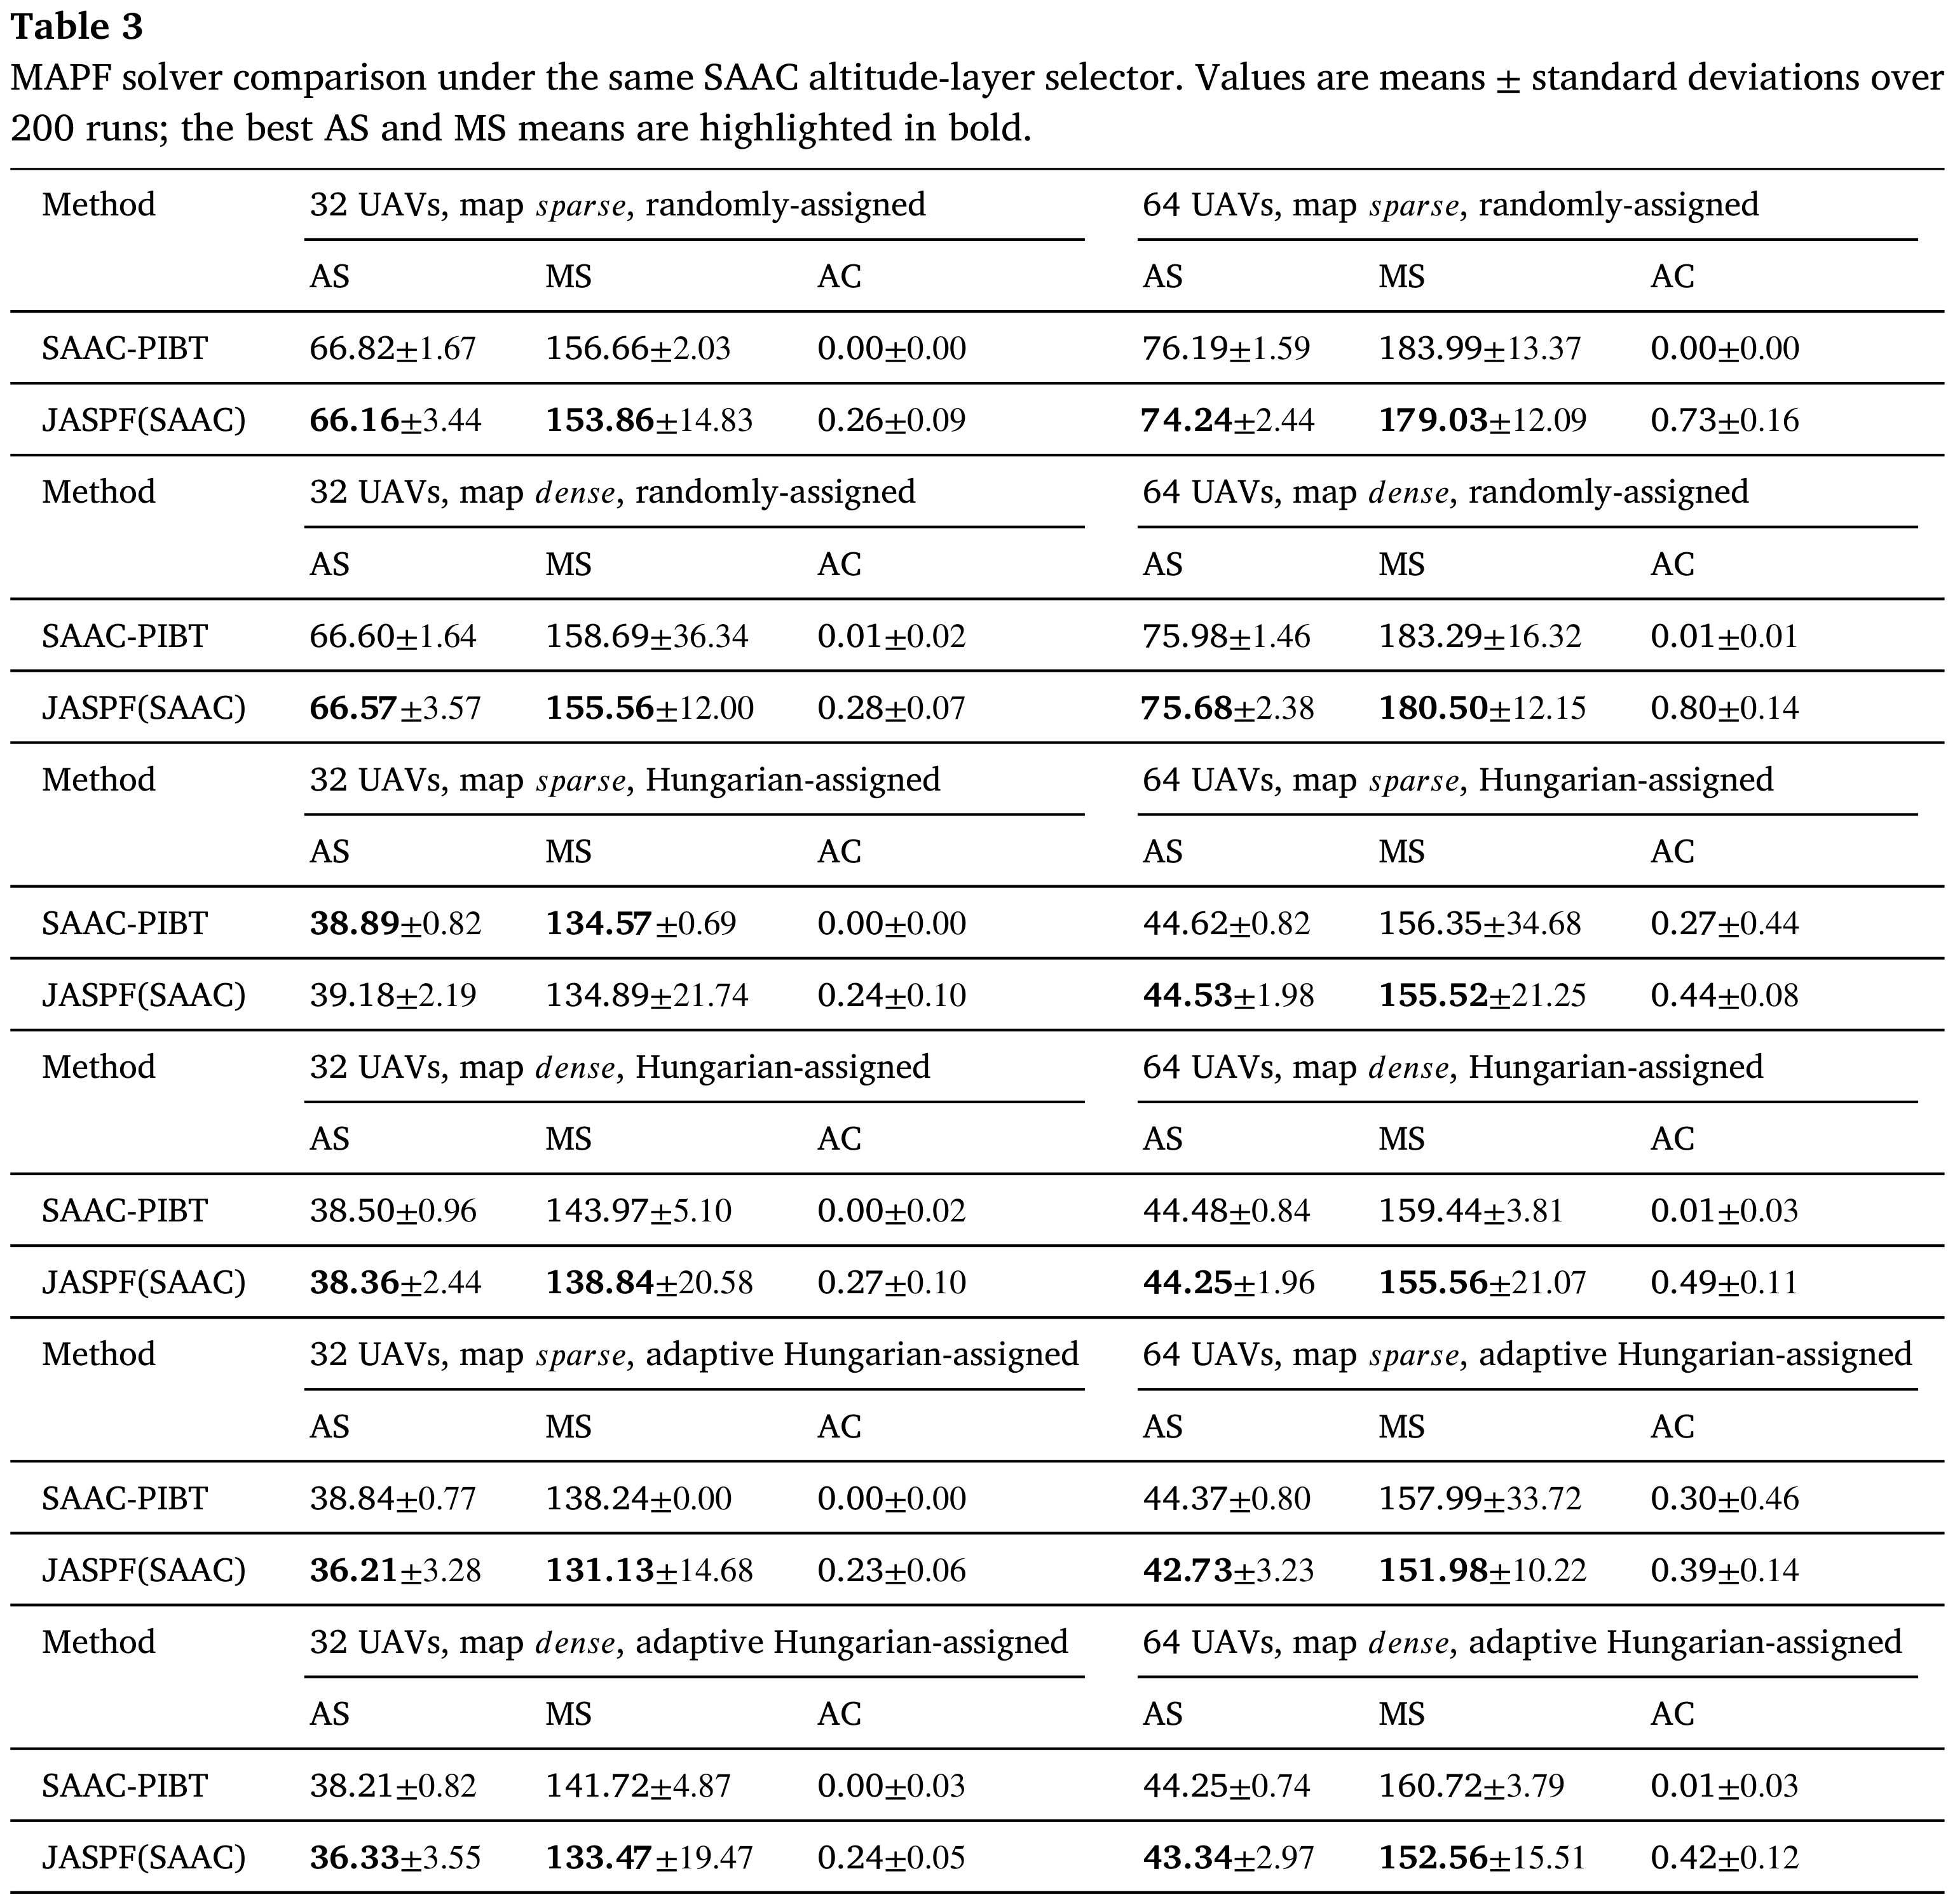 Table 3
MAPF solver comparison under the same SAAC altitude-layer selector. Values are means ± standard deviations over
200 runs; the best AS and MS means are highlighted in bold.
Method 32 UAVs, map sparse, randomly-assigned 64 UAVs, map sparse, randomly-assigned
AS MS AC AS MS AC
SAAC-PIBT 66.82±1.67 156.66±2.03 0.00±0.00 76.19±1.59 183.99±13.37 0.00±0.00
JASPF(SAAC) 66.16±3.44 153.86±14.83 0.26±0.09 74.24±2.44 179.03±12.09 0.73±0.16
Method 32 UAVs, map dense, randomly-assigned 64 UAVs, map dense, randomly-assigned
AS MS AC AS MS AC
SAAC-PIBT 66.60±1.64 158.69±36.34 0.01±0.02 75.98±1.46 183.29±16.32 0.01±0.01
JASPF(SAAC) 66.57±3.57 155.56±12.00 0.28±0.07 75.68±2.38 180.50±12.15 0.80±0.14
Method 32 UAVs, map sparse, Hungarian-assigned 64 UAVs, map sparse, Hungarian-assigned
AS MS AC AS MS AC
SAAC-PIBT 38.89±0.82 134.57±0.69 0.00±0.00 44.62±0.82 156.35±34.68 0.27±0.44
JASPF(SAAC) 39.18±2.19 134.89±21.74 0.24±0.10 44.53±1.98 155.52±21.25 0.44±0.08
Method 32 UAVs, map dense, Hungarian-assigned 64 UAVs, map dense, Hungarian-assigned
AS MS AC AS MS AC
SAAC-PIBT 38.50±0.96 143.97±5.10 0.00±0.02 44.48±0.84 159.44±3.81 0.01±0.03
JASPF(SAAC) 38.36±2.44 138.84±20.58 0.27±0.10 44.25±1.96 155.56±21.07 0.49±0.11
Method 32 UAVs, map sparse, adaptive Hungarian-assigned 64 UAVs, map sparse, adaptive Hungarian-assigned
AS MS AC AS MS AC
SAAC-PIBT 38.84±0.77 138.24±0.00 0.00±0.00 44.37±0.80 157.99±33.72 0.30±0.46
JASPF(SAAC) 36.21±3.28 131.13±14.68 0.23±0.06 42.73±3.23 151.98±10.22 0.39±0.14
Method 32 UAVs, map dense, adaptive Hungarian-assigned 64 UAVs, map dense, adaptive Hungarian-assigned
AS MS AC AS MS AC
SAAC-PIBT 38.21±0.82 141.72±4.87 0.00±0.03 44.25±0.74 160.72±3.79 0.01±0.03
JASPF(SAAC) 36.33±3.55 133.47±19.47 0.24±0.05 43.34±2.97 152.56±15.51 0.42±0.12